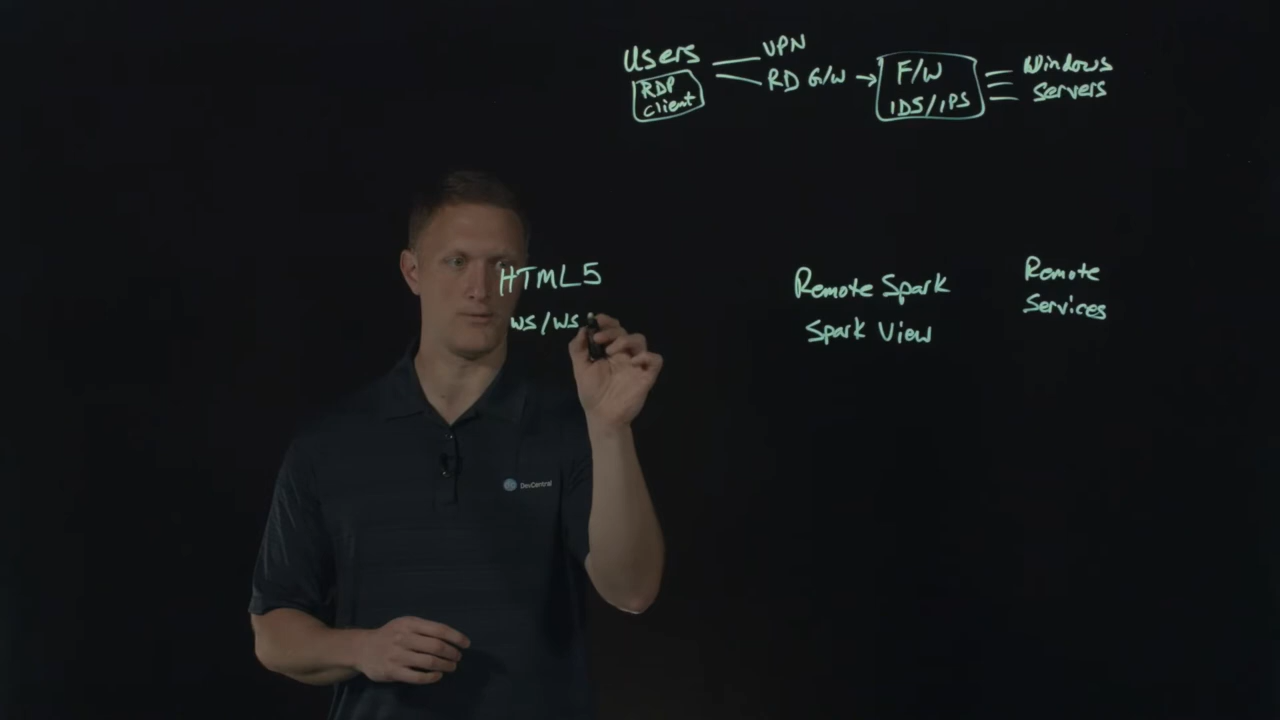 Users
RDP
client
VPN
RD G/W
F/W
IDS/IPS
Windows
Servers
HTML5
WS/WS
Remote Spark
Spark View
Remote
Services
DevCentral